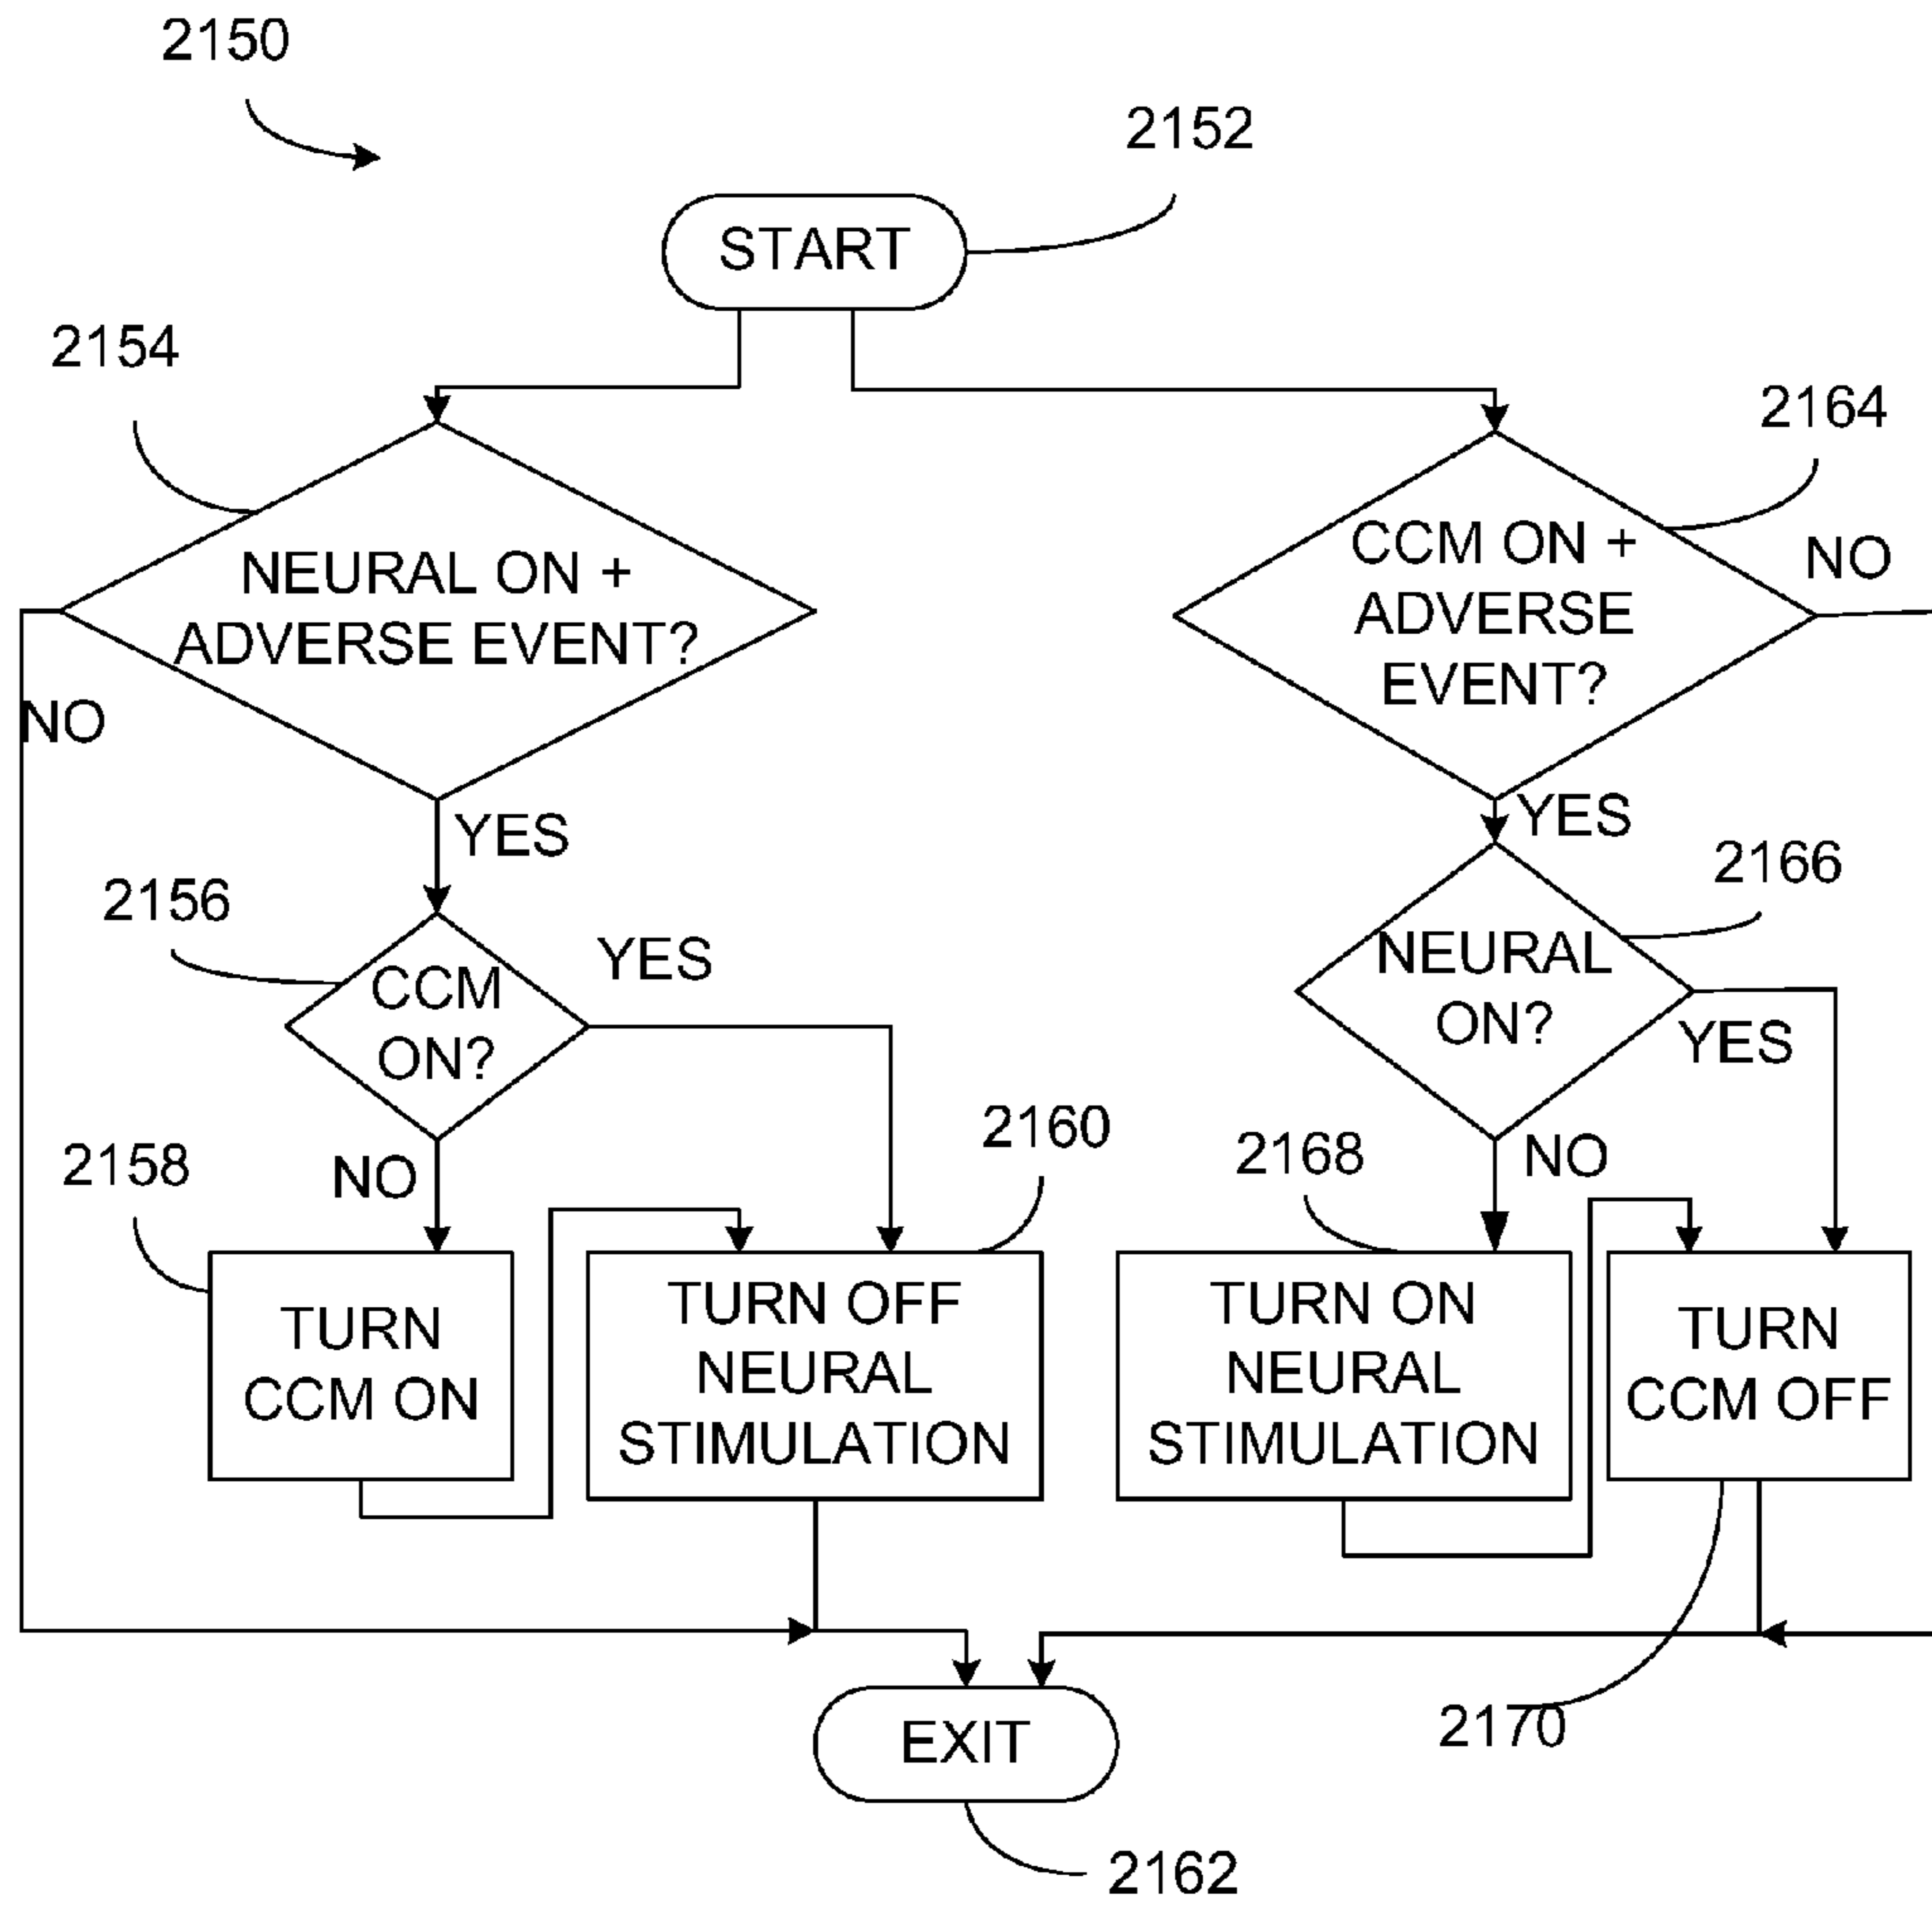 2150
2152
START
2154
2164
NEURAL ON +
ADVERSE EVENT?
CCM ON +
ADVERSE
EVENT?
NO
NO
YES
YES
2156
2166
CCM
ON?
YES
NEURAL
ON?
YES
2158
NO
2160
2168
NO
TURN
CCM ON
TURN OFF
NEURAL
STIMULATION
TURN ON
NEURAL
STIMULATION
TURN
CCM OFF
EXIT
2170
2162